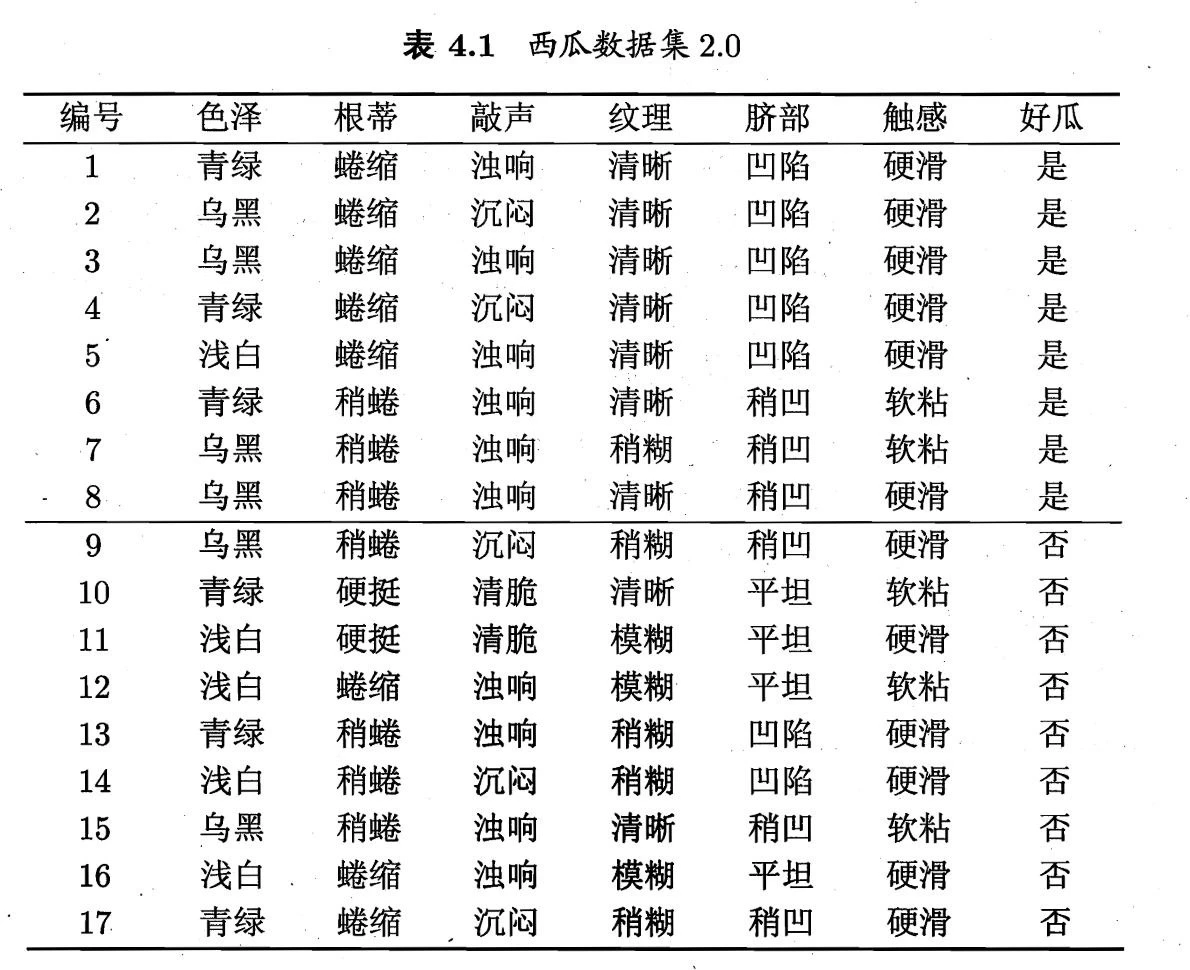 表 4.1 西瓜数据集 2.0
编号 色泽 根蒂 敲声 纹理 脐部 触感 好瓜
1 青绿 蜷缩 浊响 清晰 凹陷 硬滑 是
2 乌黑 蜷缩 沉闷 清晰 凹陷 硬滑 是
3 乌黑 蜷缩 浊响 清晰 凹陷 硬滑 是
4 青绿 蜷缩 沉闷 清晰 凹陷 硬滑 是
5 浅白 蜷缩 浊响 清晰 凹陷 硬滑 是
6 青绿 稍蜷 浊响 清晰 稍凹 软粘 是
7 乌黑 稍蜷 浊响 稍糊 稍凹 软粘 是
8 乌黑 稍蜷 浊响 清晰 稍凹 硬滑 是
9 乌黑 稍蜷 沉闷 稍糊 稍凹 硬滑 否
10 青绿 硬挺 清脆 清晰 平坦 软粘 否
11 浅白 硬挺 清脆 模糊 平坦 硬滑 否
12 浅白 蜷缩 浊响 模糊 平坦 软粘 否
13 青绿 稍蜷 浊响 稍糊 凹陷 硬滑 否
14 浅白 稍蜷 沉闷 稍糊 凹陷 硬滑 否
15 乌黑 稍蜷 浊响 清晰 稍凹 软粘 否
16 浅白 蜷缩 浊响 模糊 平坦 硬滑 否
17 青绿 蜷缩 沉闷 稍糊 稍凹 硬滑 否